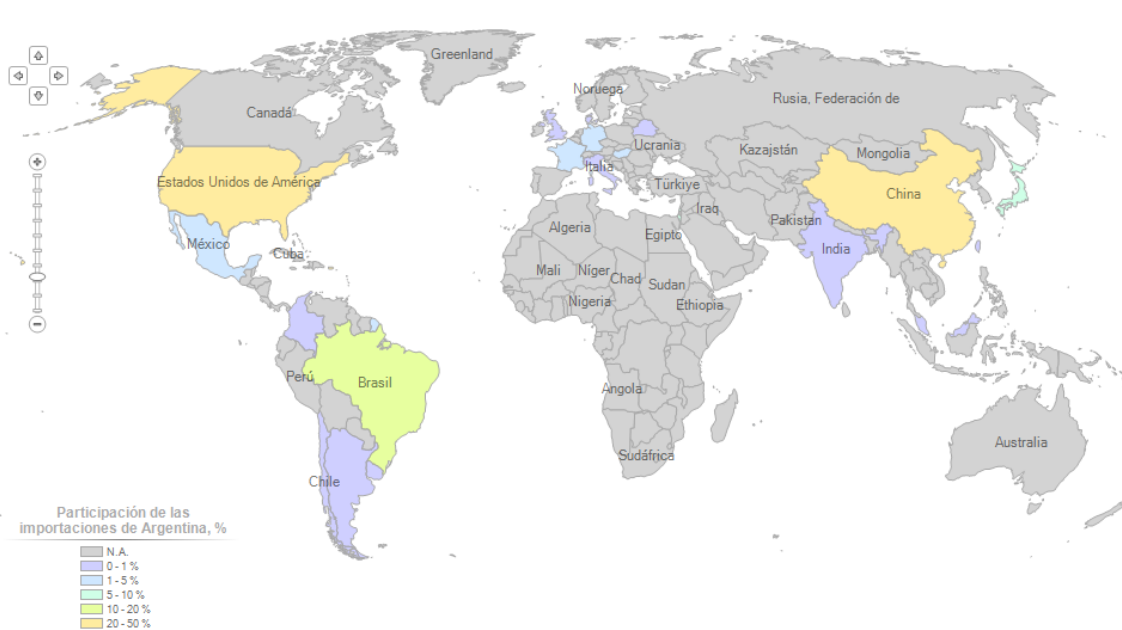 Greenland
Noruega
Rusia, Federación de
Canadá
Ucrania
Kazajstán
Mongolia
Italia
Estados Unidos de América
Türkiye
China
Iraq
Pakistan
Algeria
Egipto
México
India
Cuba
Mali
Níger
Chad
Sudan
Nigeria
Ethiopia
Perú
Brasil
Angola
Australia
Sudáfrica
Chile
Participación de las
importaciones de Argentina, %
N.A.
0 - 1 %
1 - 5 %
5 - 10 %
10 - 20 %
20 - 50 %